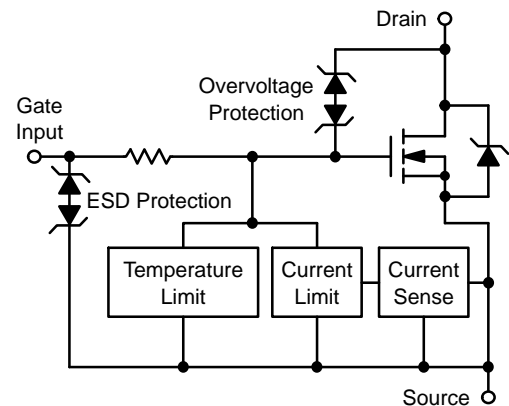 Drain
Overvoltage
Protection
Gate
Input
ESD Protection
Temperature
Limit
Current
Limit
Current
Sense
Source